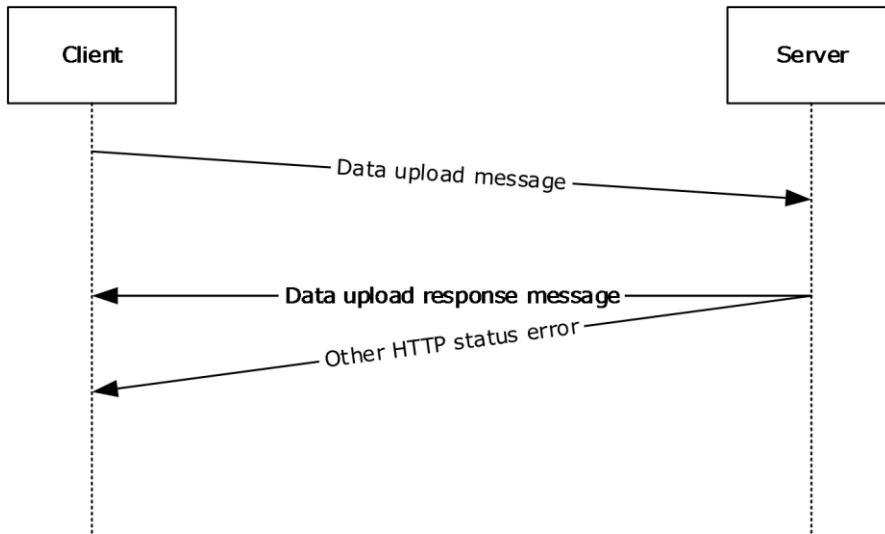 Client
Server
Data upload message
Data upload response message
Other HTTP status error